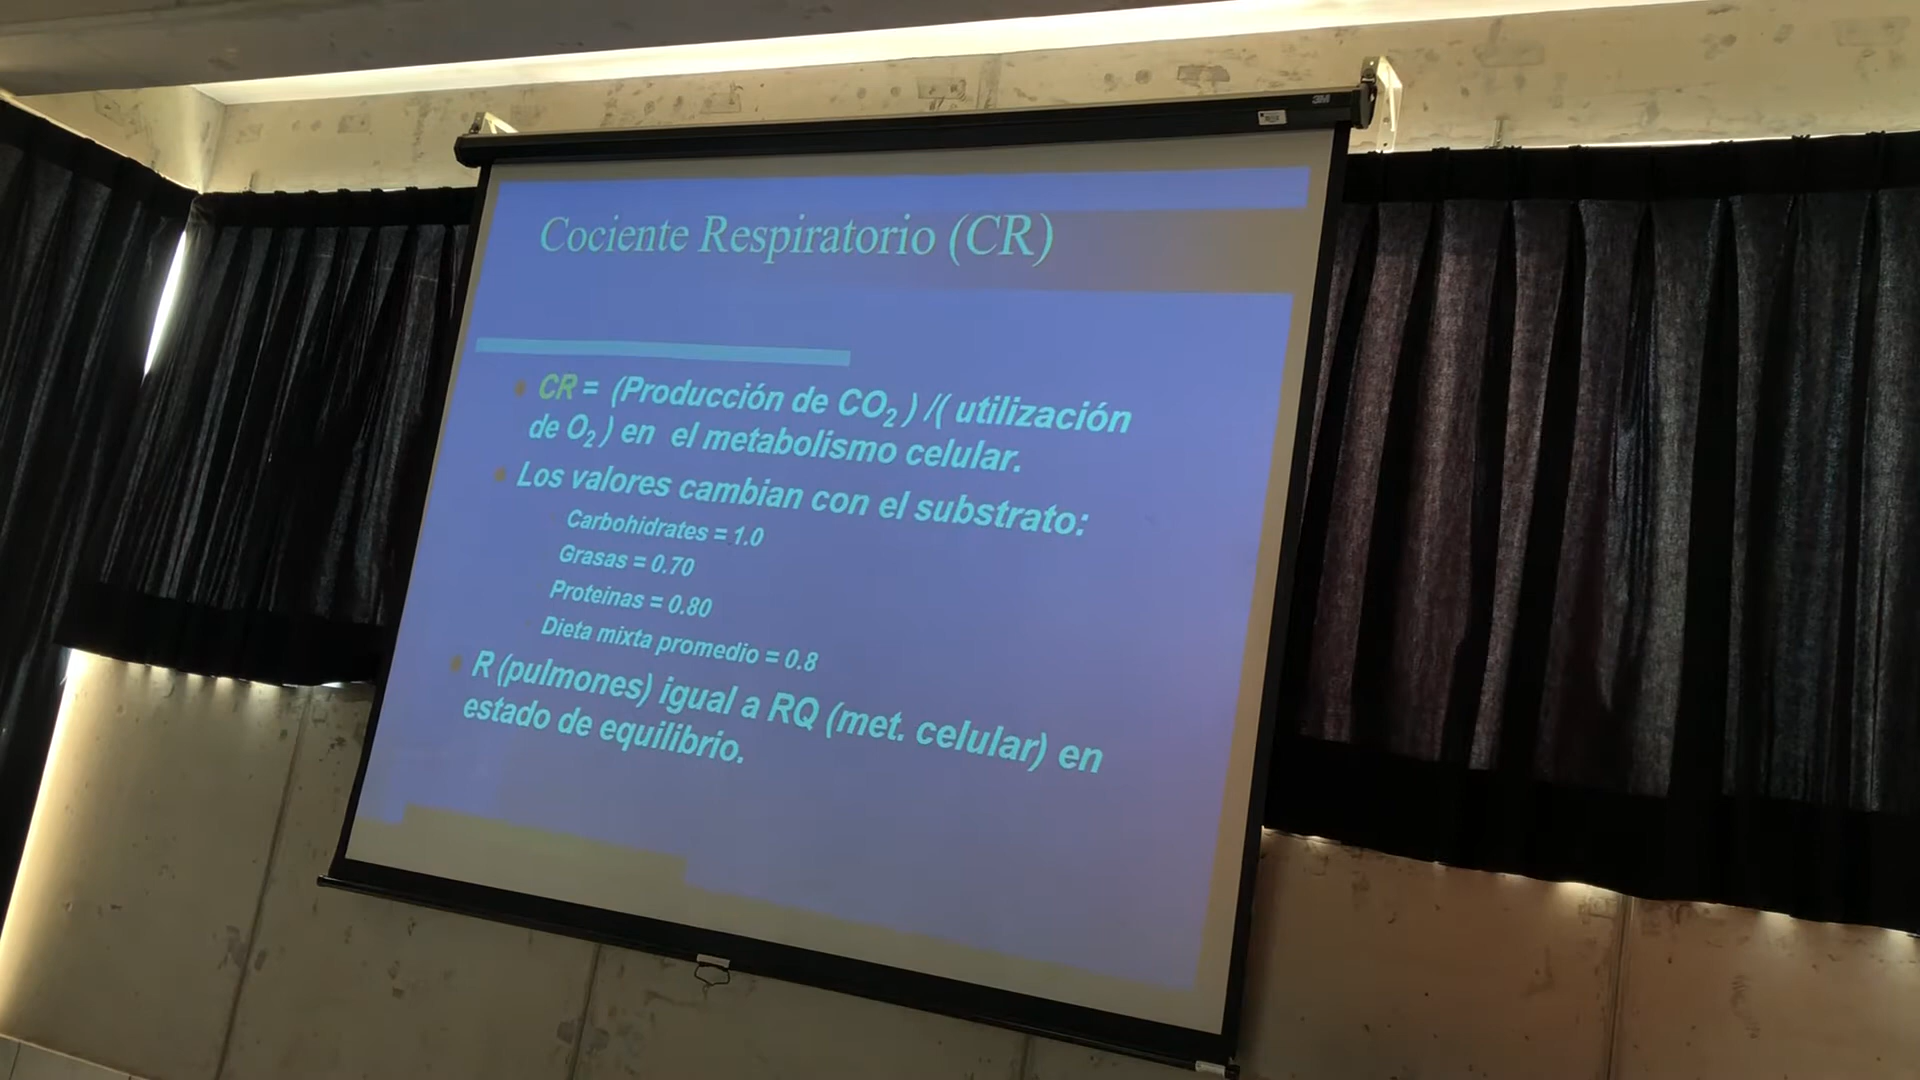 3M
Cociente Respiratorio (CR)
CR = (Producción de CO₂ ) /( utilización
de O₂ ) en el metabolismo celular.
Los valores cambian con el substrato:
Carbohidrates = 1.0
Grasas = 0.70
Proteinas = 0.80
Dieta mixta promedio = 0.8
R (pulmones) igual a RQ (met. celular) en
estado de equilibrio.